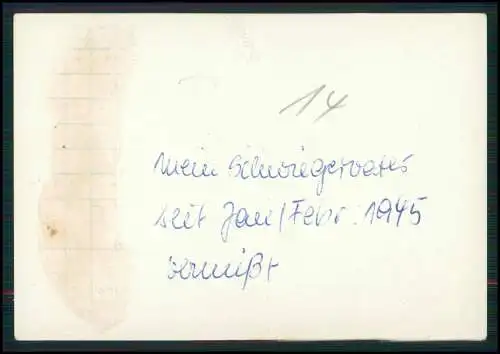 14
Mein Schwiegervater
seit Jan/Febr. 1945
vermißt